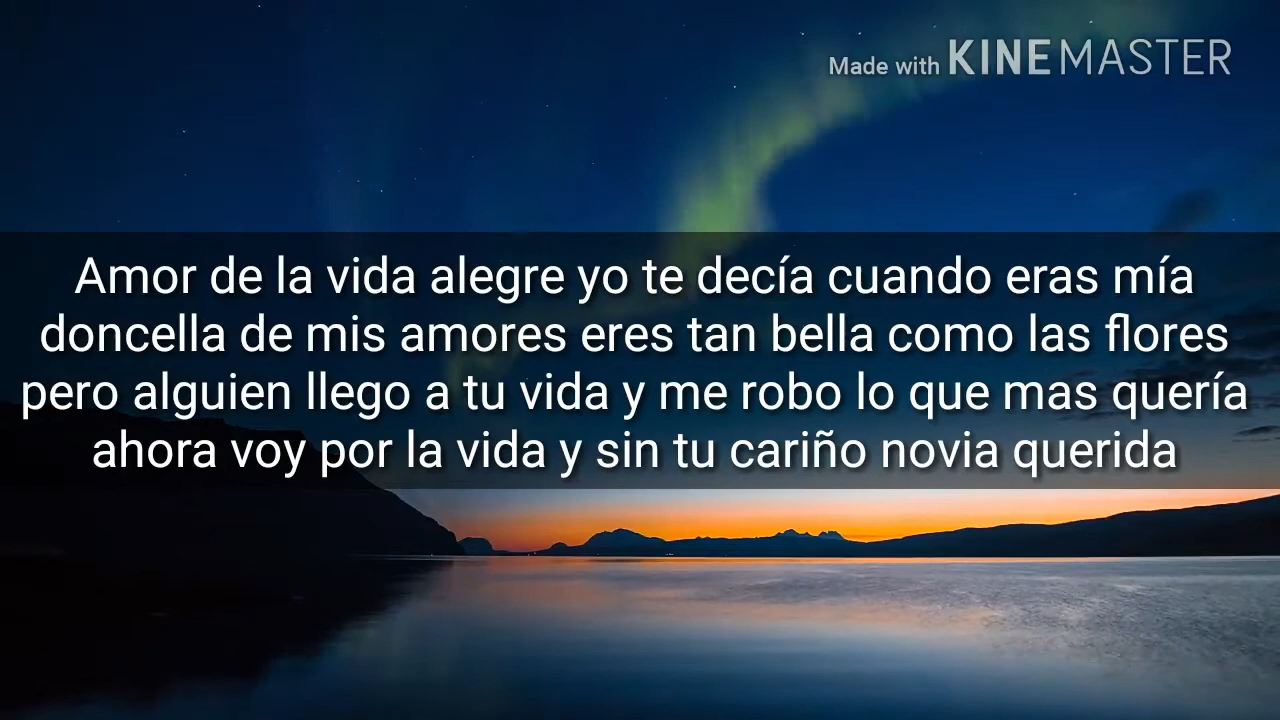 Made with KINEMASTER
Amor de la vida alegre yo te decía cuando eras mía
doncella de mis amores eres tan bella como las flores
pero alguien llego a tu vida y me robo lo que mas quería
ahora voy por la vida y sin tu cariño novia querida